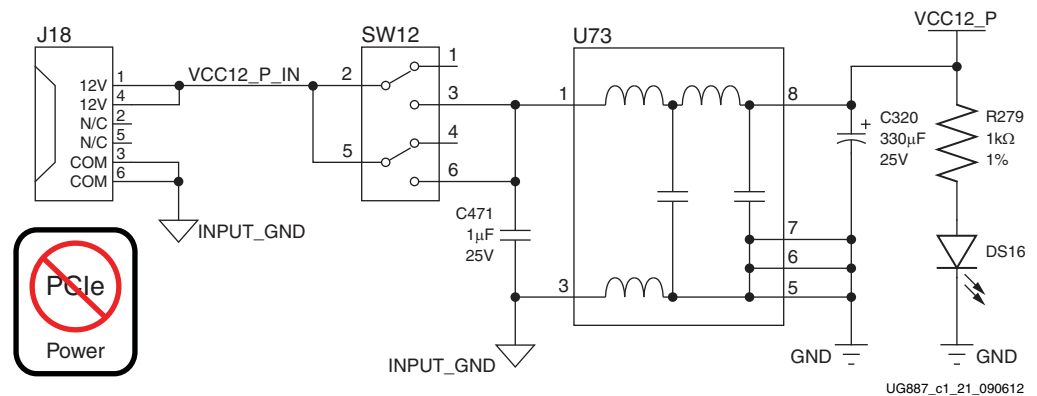 J18
12V 1
12V 4
N/C 2
N/C 5
COM 3
COM 6
VCC12_P_IN
INPUT_GND
PCIe
Power
SW12
2
1
3
4
5
6
C471
1μF
25V
INPUT_GND
U73
1
3
8
7
6
5
VCC12_P
+
C320
330μF
25V
R279
1kΩ
1%
DS16
GND
GND
UG887_c1_21_090612